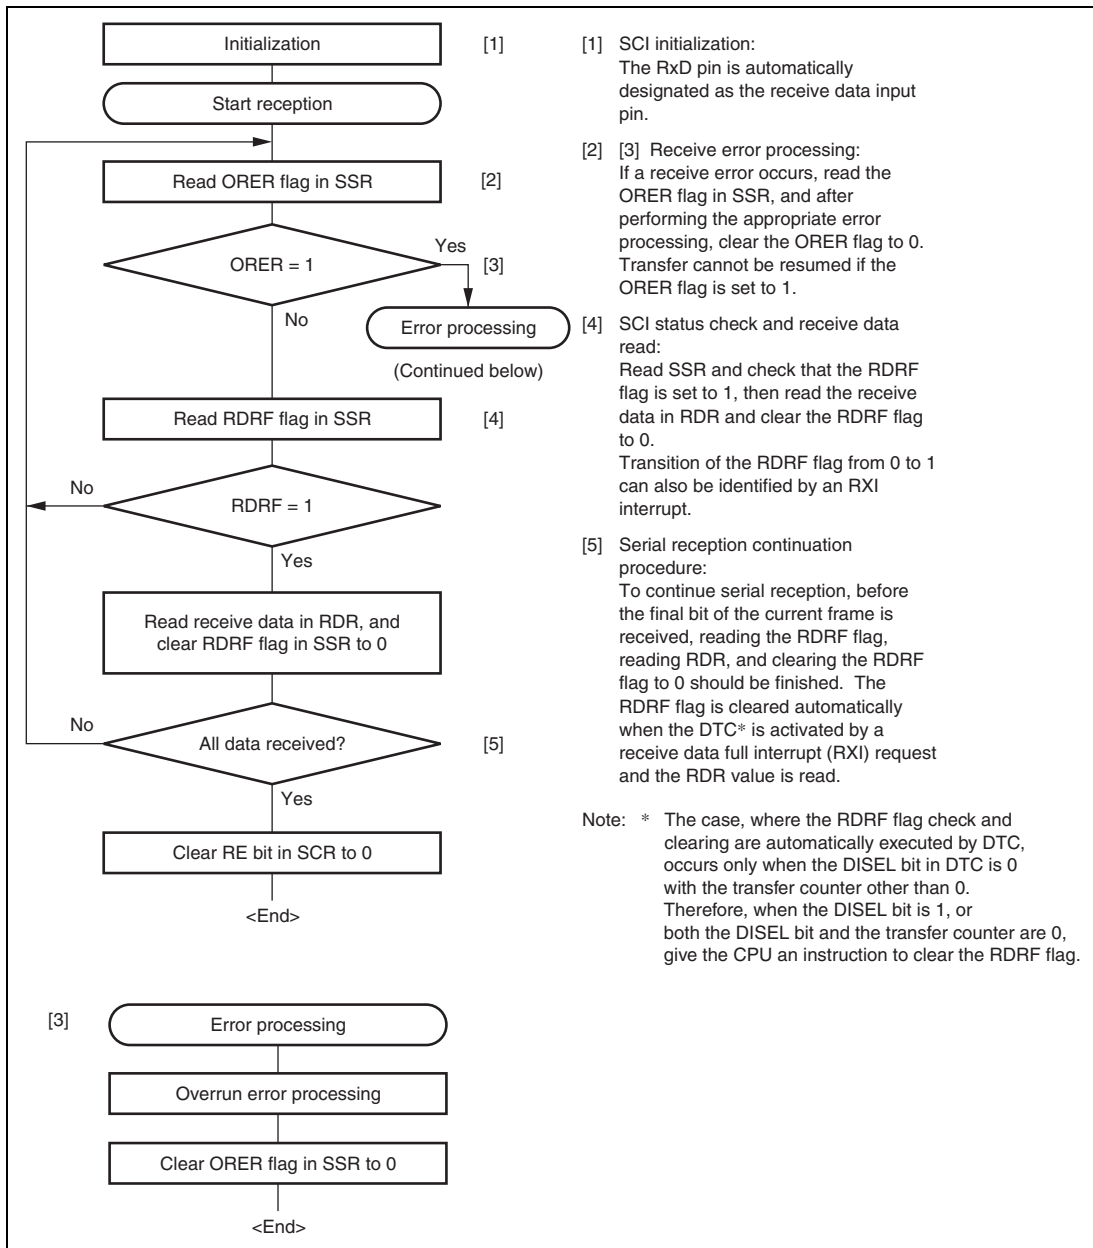 Initialization
[1]
Start reception
Read ORER flag in SSR
[2]
ORER = 1
Yes
[3]
No
Error processing
(Continued below)
Read RDRF flag in SSR
[4]
No
RDRF = 1
Yes
Read receive data in RDR, and
clear RDRF flag in SSR to 0
No
All data received?
[5]
Yes
Clear RE bit in SCR to 0
<End>
[1] SCI initialization:
The RxD pin is automatically
designated as the receive data input
pin.
[2] [3] Receive error processing:
If a receive error occurs, read the
ORER flag in SSR, and after
performing the appropriate error
processing, clear the ORER flag to 0.
Transfer cannot be resumed if the
ORER flag is set to 1.
[4] SCI status check and receive data
read:
Read SSR and check that the RDRF
flag is set to 1, then read the receive
data in RDR and clear the RDRF flag
to 0.
Transition of the RDRF flag from 0 to 1
can also be identified by an RXI
interrupt.
[5] Serial reception continuation
procedure:
To continue serial reception, before
the final bit of the current frame is
received, reading the RDRF flag,
reading RDR, and clearing the RDRF
flag to 0 should be finished. The
RDRF flag is cleared automatically
when the DTC* is activated by a
receive data full interrupt (RXI) request
and the RDR value is read.
Note: * The case, where the RDRF flag check and
clearing are automatically executed by DTC,
occurs only when the DISEL bit in DTC is 0
with the transfer counter other than 0.
Therefore, when the DISEL bit is 1, or
both the DISEL bit and the transfer counter are 0,
give the CPU an instruction to clear the RDRF flag.
[3]
Error processing
Overrun error processing
Clear ORER flag in SSR to 0
<End>